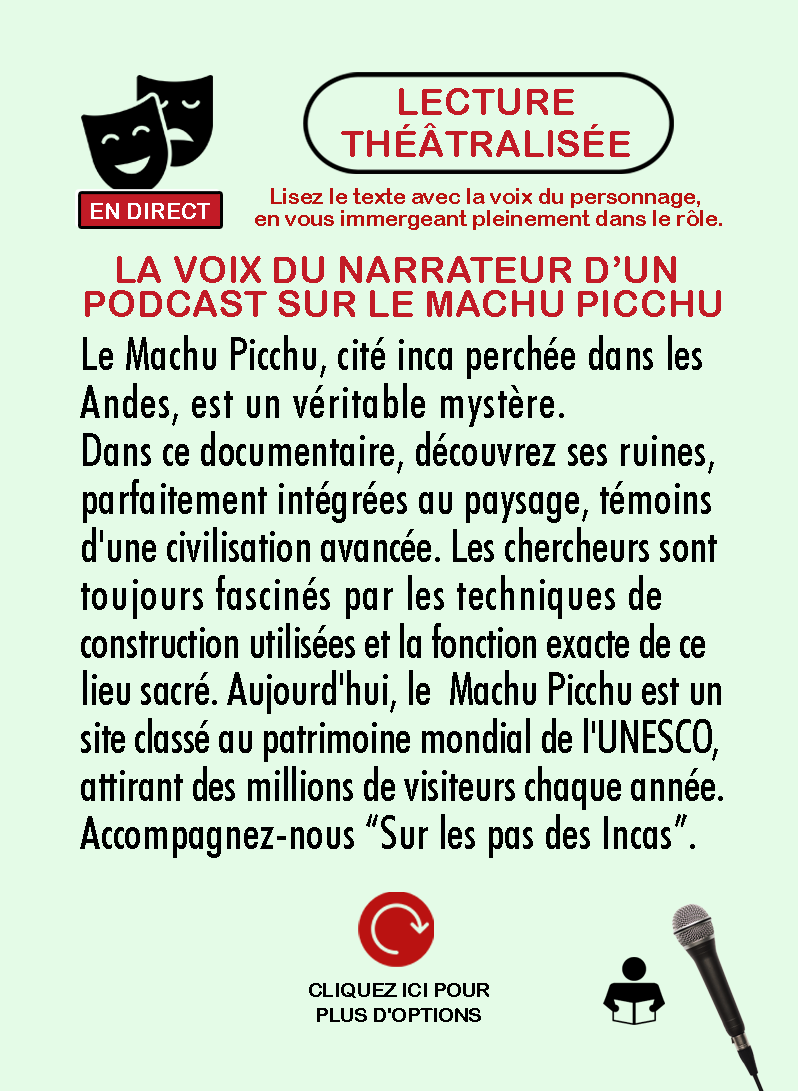 LECTURE
THÉÂTRALISÉE
EN DIRECT
Lisez le texte avec la voix du personnage,
en vous immergeant pleinement dans le rôle.
LA VOIX DU NARRATEUR D’UN
PODCAST SUR LE MACHU PICCHU
Le Machu Picchu, cité inca perchée dans les
Andes, est un véritable mystère.
Dans ce documentaire, découvrez ses ruines,
parfaitement intégrées au paysage, témoins
d'une civilisation avancée. Les chercheurs sont
toujours fascinés par les techniques de
construction utilisées et la fonction exacte de ce
lieu sacré. Aujourd'hui, le  Machu Picchu est un
site classé au patrimoine mondial de l'UNESCO,
attirant des millions de visiteurs chaque année.
Accompagnez-nous “Sur les pas des Incas”.
CLIQUEZ ICI POUR
PLUS D'OPTIONS